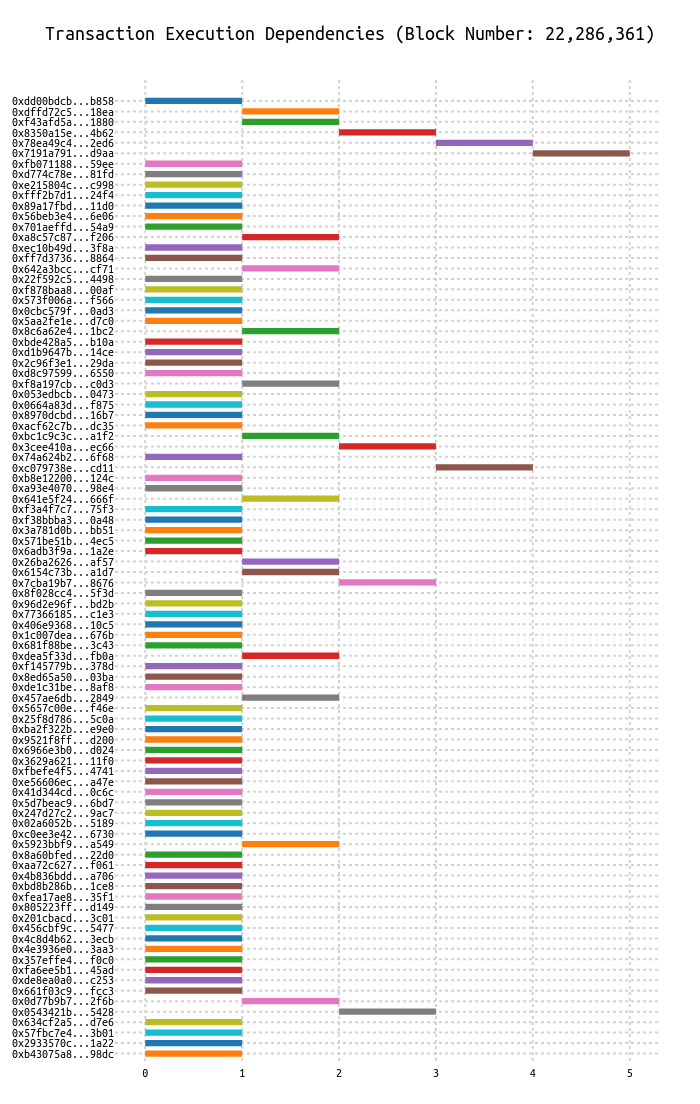 Transaction Execution Dependencies (Block Number: 22,286,361)
0xdd00bdcb...b858
0xdffd72c5...18ea
0xf43afd5a...1880
0x8350a15e...4b62
0x78ea49c4...2ed6
0x7191a791...d9aa
0xfb071188...59ee
0xd774c78e...81fd
0xe215804c...c998
0xfff2b7d1...24f4
0x89a17fbd...11d0
0x56beb3e4...6e06
0x701aeffd...54a9
0xa8c57c87...f206
0xec10b49d...3f8a
0xff7d3736...8864
0x642a3bcc...cf71
0x22f592c5...4498
0xf878baa8...00af
0x573f006a...f566
0x0cbc579f...0ad3
0x5aa2fe1e...d7c0
0x8c6a62e4...1bc2
0xbde428a5...b10a
0xd1b9647b...14ce
0x2c96f3e1...29da
0xd8c97599...6550
0xf8a197cb...c0d3
0x053edbcb...0473
0x0664a83d...f875
0x8970dcbd...16b7
0xacf62c7b...dc35
0xbc1c9c3c...a1f2
0x3cee410a...ec66
0x74a624b2...6f68
0xc079738e...cd11
0xb8e12200...124c
0xa93e4070...98e4
0x641e5f24...666f
0xf3a4f7c7...75f3
0xf38bbba3...0a48
0x3a781d0b...bb51
0x571be51b...4ec5
0x6adb3f9a...1a2e
0x26ba2626...af57
0x6154c73b...a1d7
0x7cba19b7...8676
0x8f028cc4...5f3d
0x96d2e96f...bd2b
0x77366185...c1e3
0x406e9368...10c5
0x1c007dea...676b
0x681f88be...3c43
0xdea5f33d...fb0a
0xf145779b...378d
0x8ed65a50...03ba
0xde1c31be...8af8
0x457ae6db...2849
0x5657c00e...f46e
0x25f8d786...5c0a
0xba2f322b...e9e0
0x9521f8ff...d200
0x6966e3b0...d024
0x3629a621...11f0
0xfbefe4f5...4741
0xe56606ec...a47e
0x41d344cd...0c6c
0x5d7beac9...6bd7
0x247d27c2...9ac7
0x02a6052b...5189
0xc0ee3e42...6730
0x5923bbf9...a549
0x8a60bfed...22d0
0xaa72c627...f061
0x4b836bdd...a706
0xbd8b286b...1ce8
0xfea17ae8...35f1
0x805223ff...d149
0x201cbacd...3c01
0x456cbf9c...5477
0x4c8d4b62...3ecb
0x4e3936e0...3aa3
0x357effe4...f0c0
0xfa6ee5b1...45ad
0xde8ea0a0...c253
0x661f03c9...fcc3
0x0d77b9b7...2f6b
0x0543421b...5428
0x634cf2a5...d7e6
0x57fbc7e4...3b01
0x2933570c...1a22
0xb43075a8...98dc
0 1 2 3 4 5